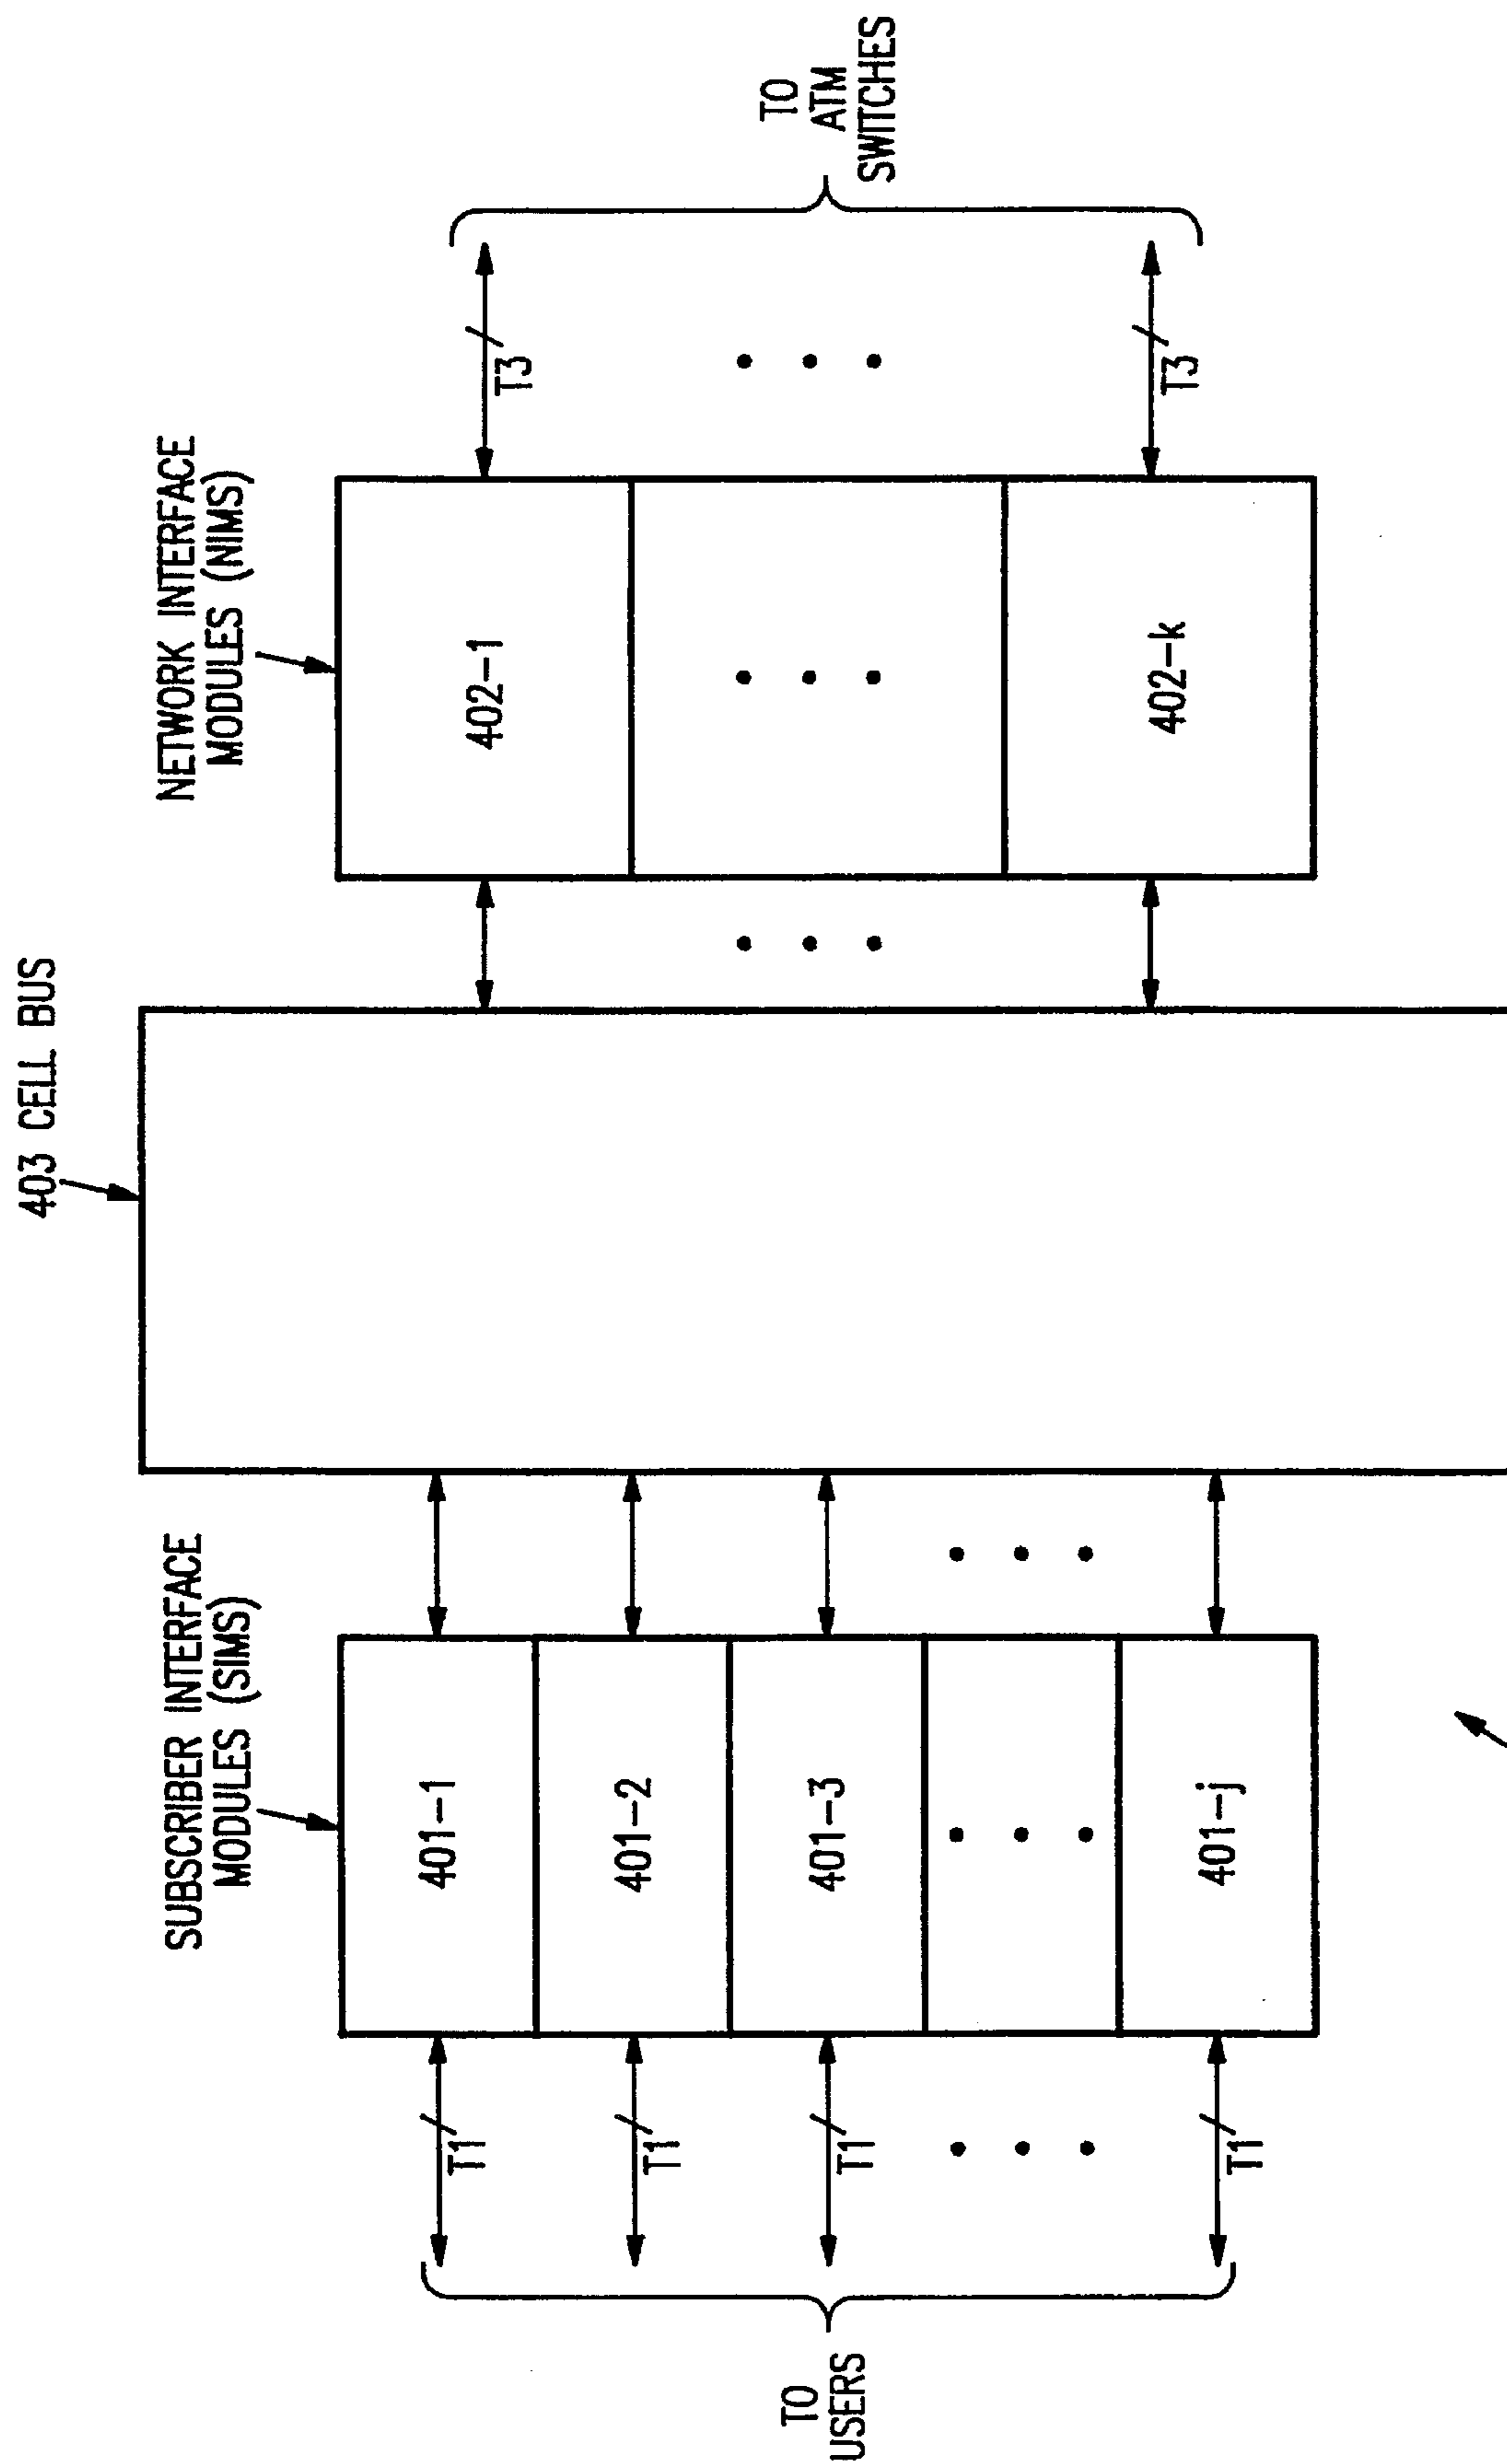 403 CELL BUS
SUBSCRIBER INTERFACE
MODULES (SIMS)
NETWORK INTERFACE
MODULES (NIMS)
TO
USERS
T1
T1
T1
T1
401-1
401-2
401-3
401-j
402-1
402-k
T3
T3
TO
ATM
SWITCHES